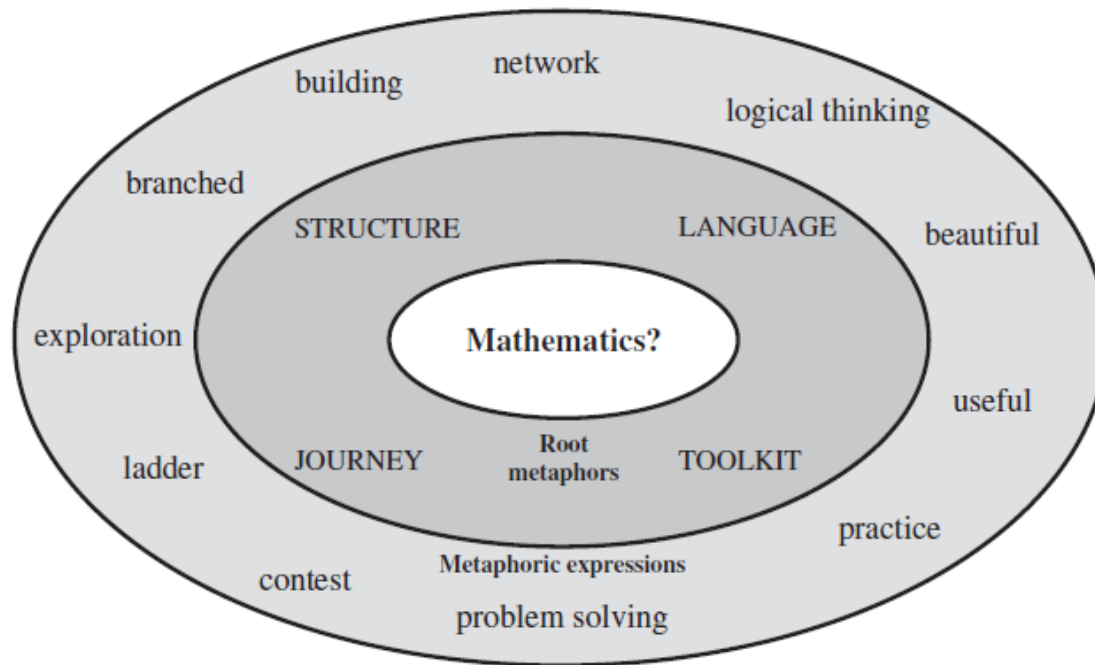 network
building
logical thinking
branched
STRUCTURE
LANGUAGE
beautiful
exploration
Mathematics?
useful
ladder
JOURNEY
Root
metaphors
TOOLKIT
practice
Metaphoric expressions
contest
problem solving